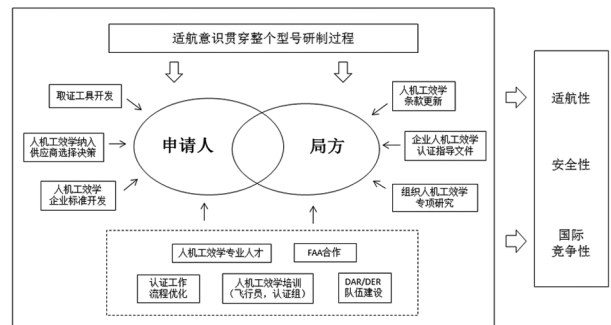 适航意识贯穿整个型号研制过程
取证工具开发
人机工效学纳入
供应商选择决策
人机工效学
企业标准开发
申请人
局方
人机工效学
条款更新
企业人机工效学
认证指导文件
组织人机工效学
专项研究
人机工效学专业人才
FAA合作
认证工作
流程优化
人机工效学培训
（飞行员，认证组）
DAR/DER
队伍建设
适航性
安全性
国际
竞争性